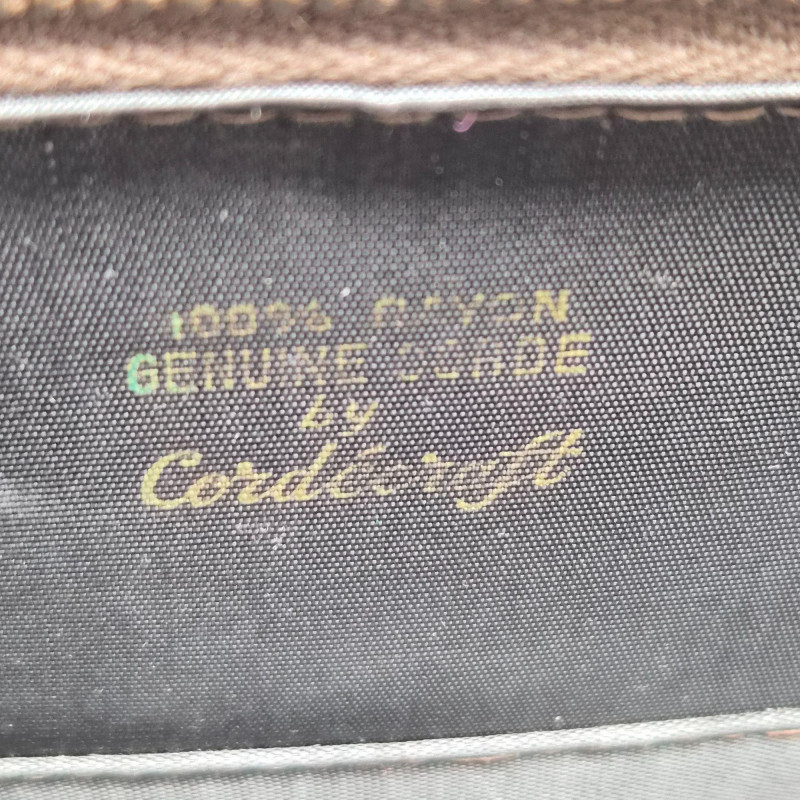 100% RAYON
GENUINE CORDE
by
Cordécraft